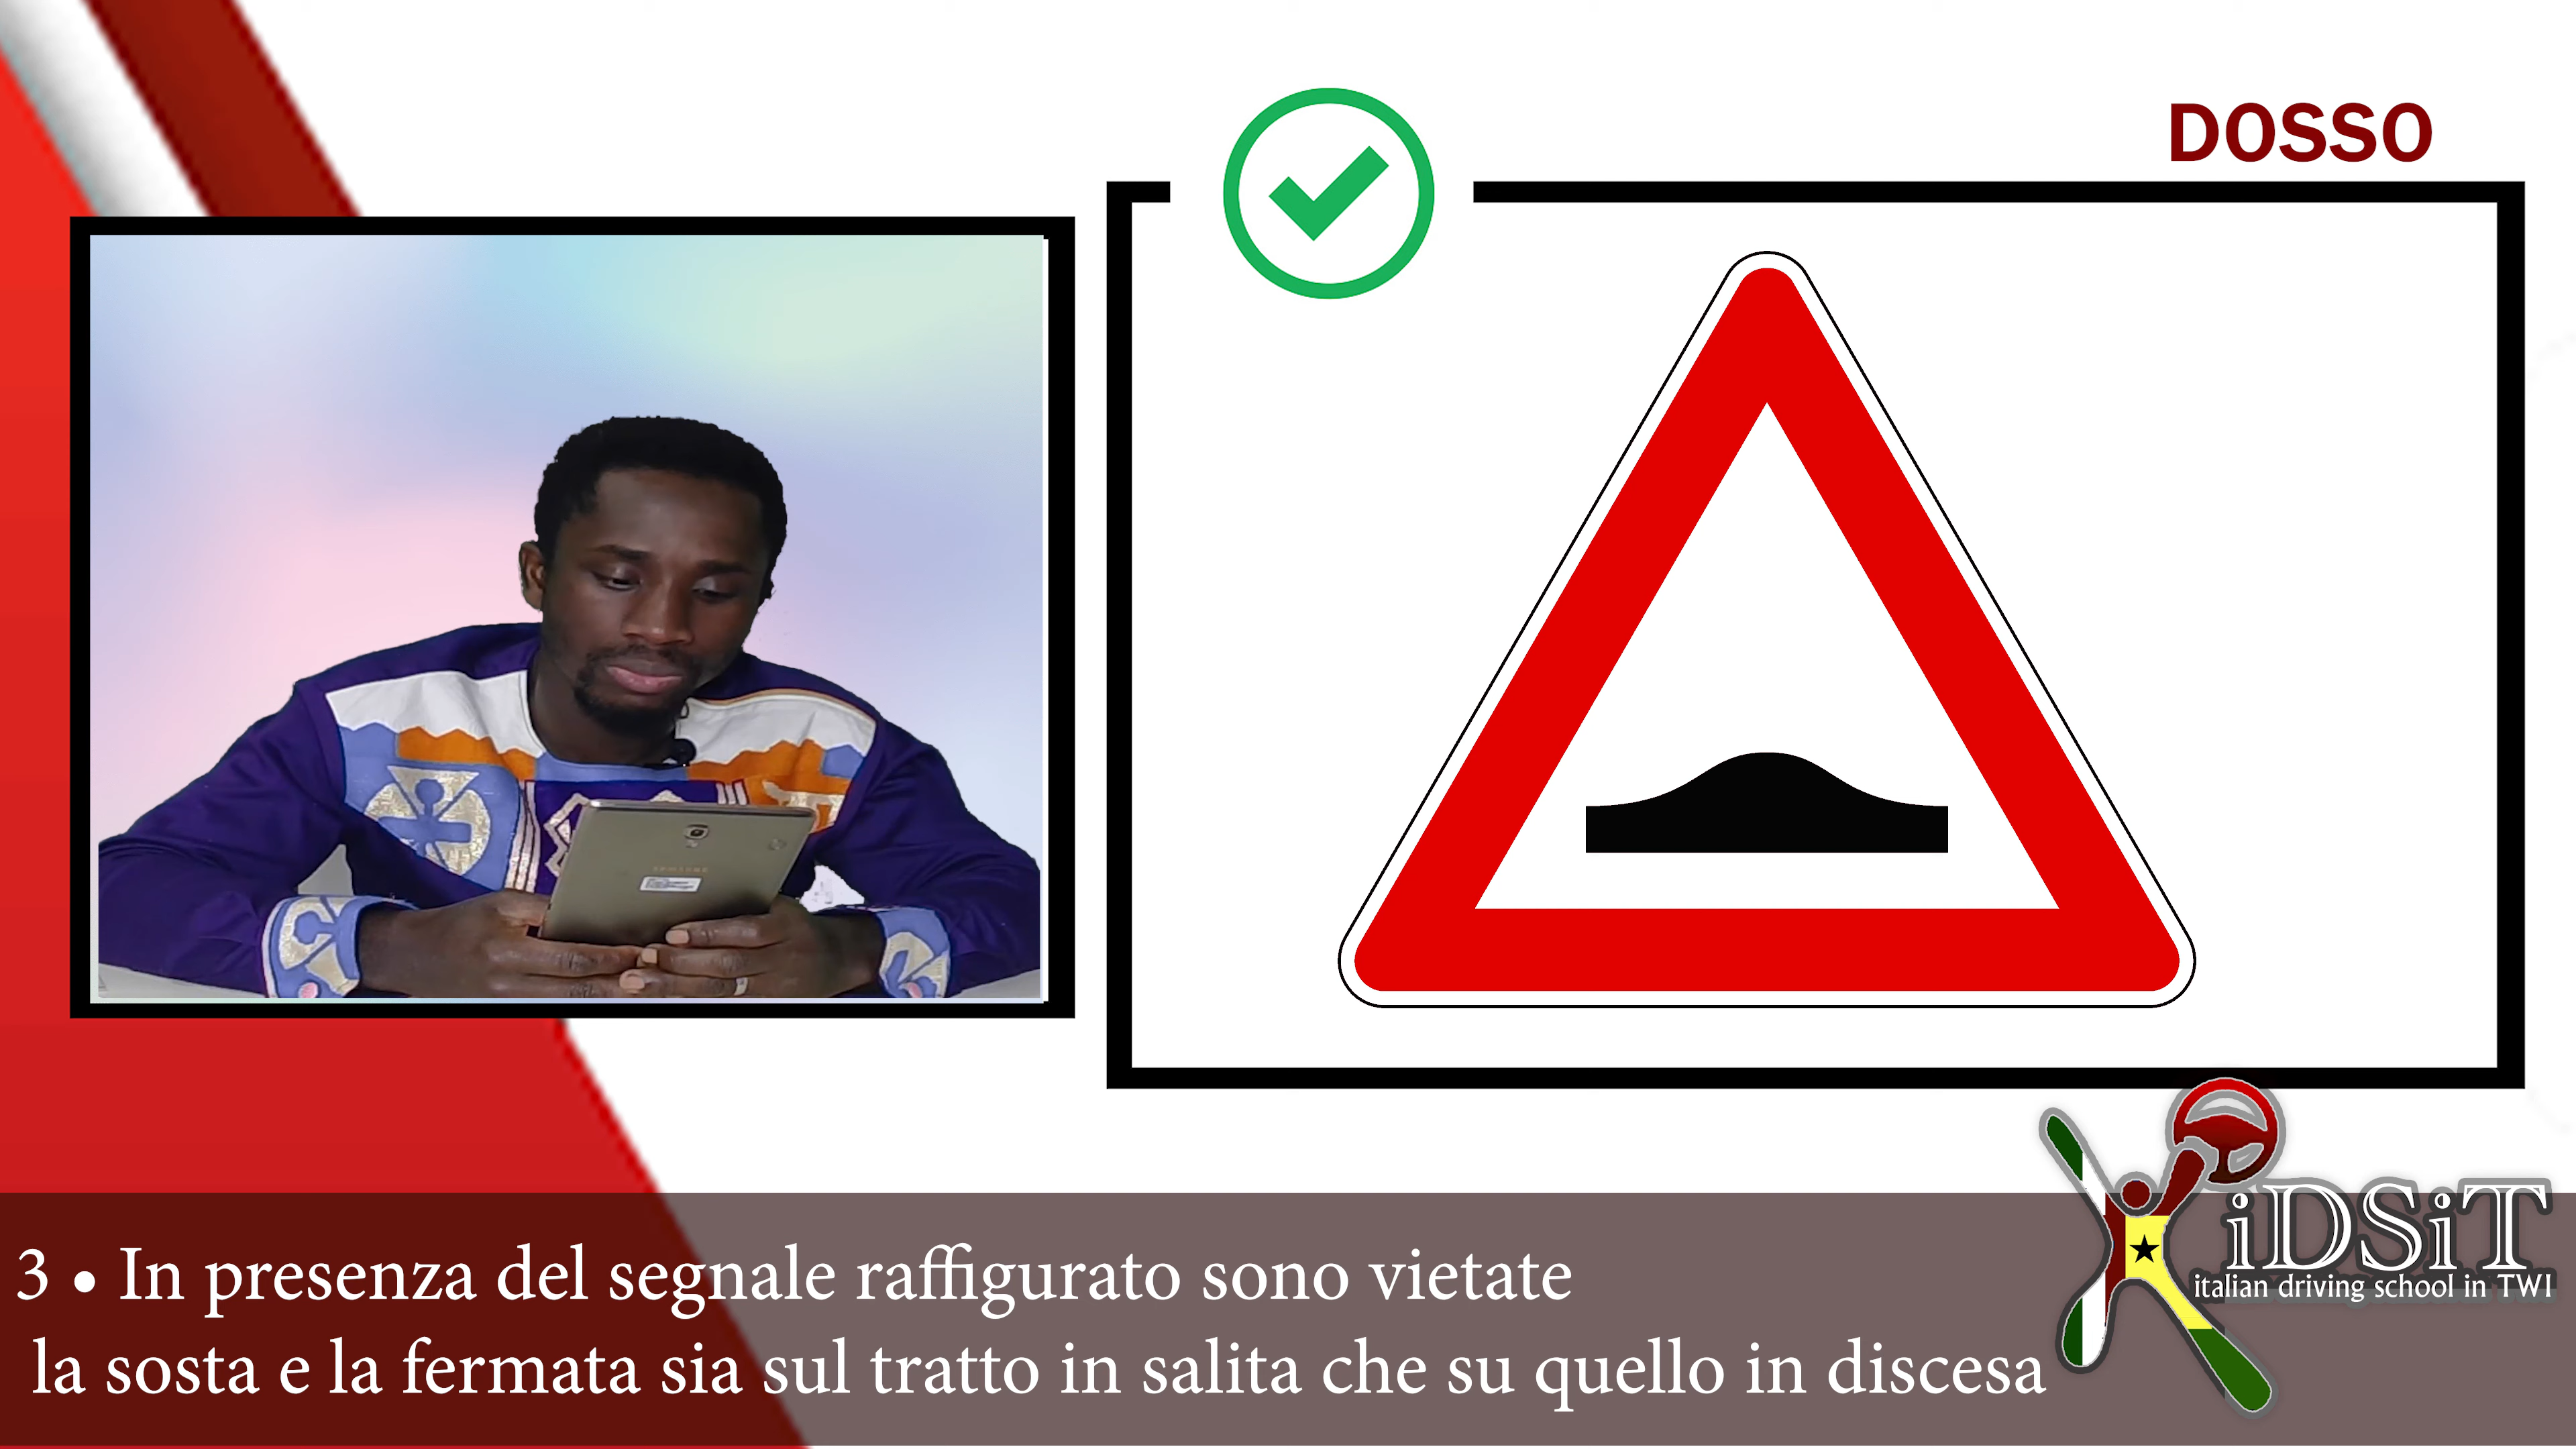 DOSSO
3 • In presenza del segnale raffigurato sono vietate
la sosta e la fermata sia sul tratto in salita che su quello in discesa
iDSiT
italian driving school in TWI
SAMSUNG